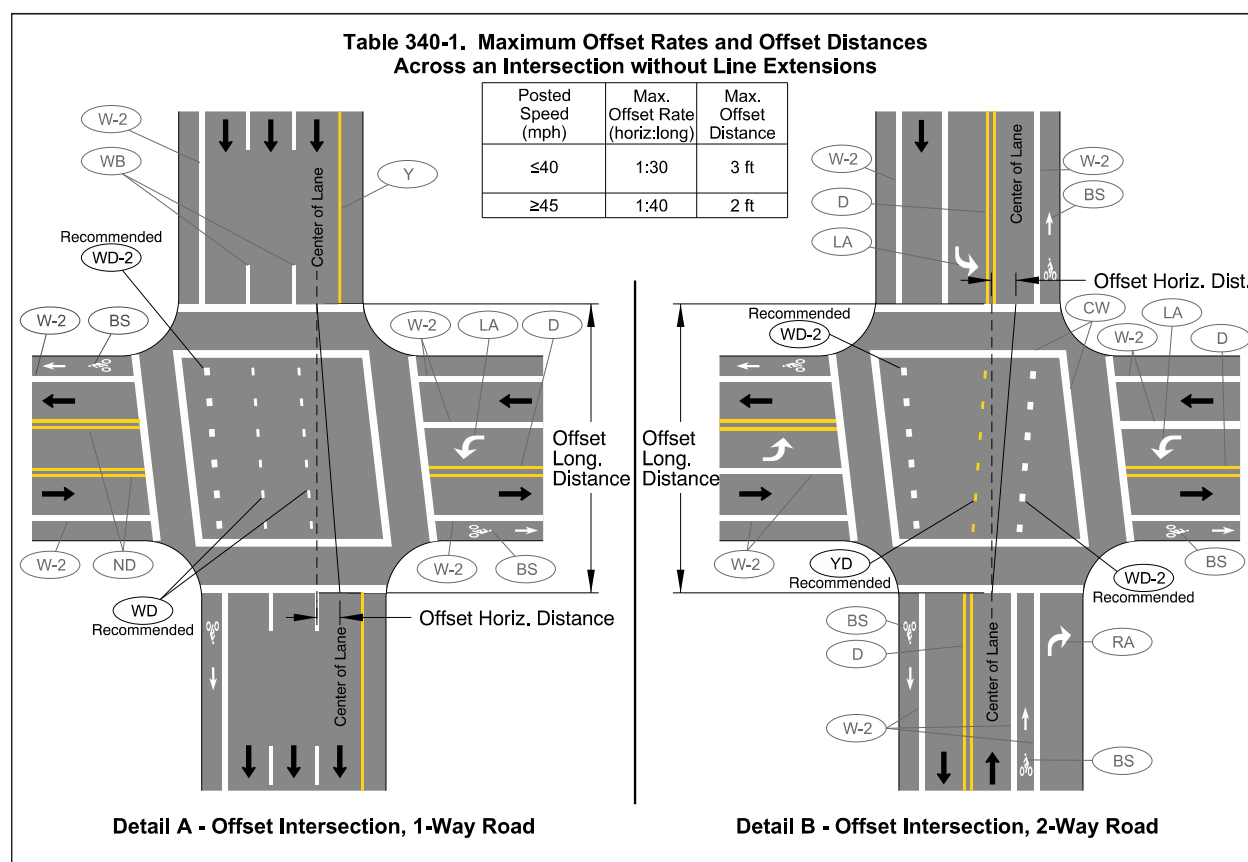 Table 340-1. Maximum Offset Rates and Offset Distances
Across an Intersection without Line Extensions
Posted Speed (mph)
Max. Offset Rate (horiz:long)
Max. Offset Distance
≤40 1:30 3 ft
≥45 1:40 2 ft
W-2
WB
Y
Center of Lane
Recommended
WD-2
W-2
BS
W-2
LA
D
Offset
Long.
Distance
W-2
ND
W-2
BS
WD
Recommended
Offset Horiz. Distance
Center of Lane
Detail A - Offset Intersection, 1-Way Road
W-2
D
LA
Center of Lane
W-2
BS
Offset Horiz. Dist.
Recommended
WD-2
CW
LA
W-2
D
Offset
Long.
Distance
W-2
YD
Recommended
WD-2
Recommended
BS
BS
D
Center of Lane
RA
W-2
BS
Detail B - Offset Intersection, 2-Way Road